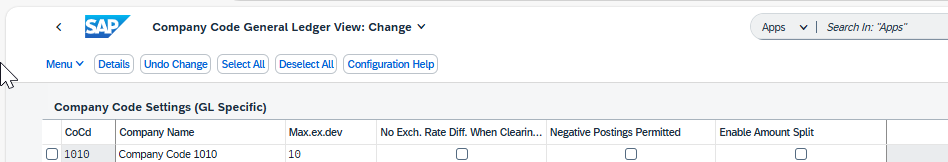 SAP Company Code General Ledger View: Change Apps Search In: "Apps"
Menu Details Undo Change Select All Deselect All Configuration Help
Company Code Settings (GL Specific)
CoCd Company Name Max.ex.dev No Exch. Rate Diff. When Clearin... Negative Postings Permitted Enable Amount Split
1010 Company Code 1010 10